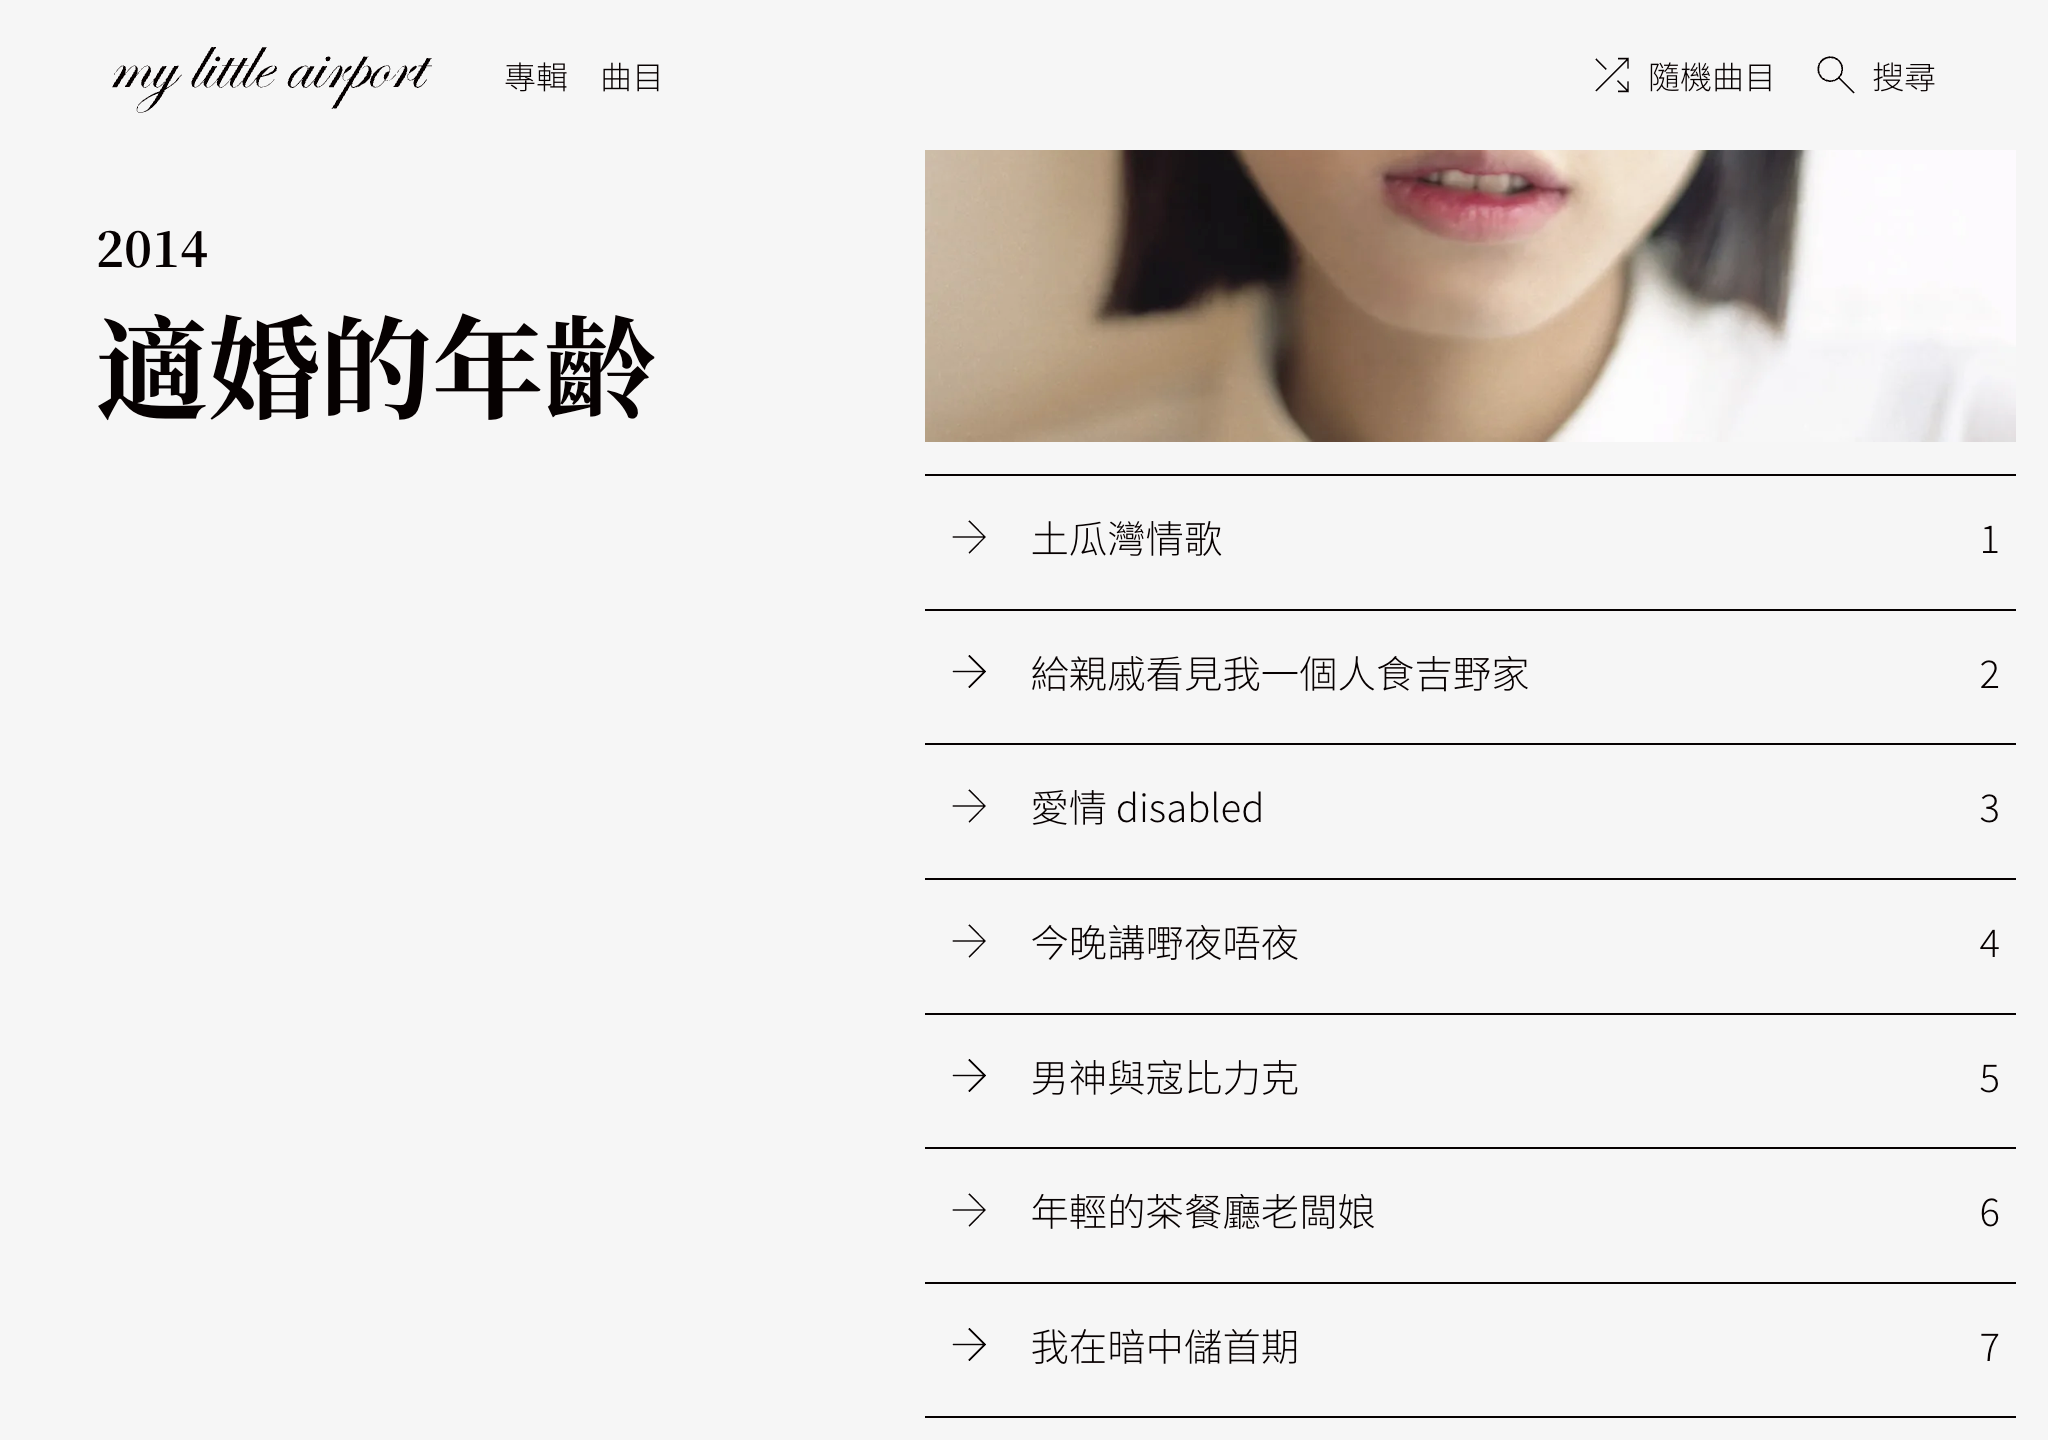 my little airport 專輯 曲目 隨機曲目 搜尋
2014
適婚的年齡
土瓜灣情歌 1
給親戚看見我一個人食吉野家 2
愛情 disabled 3
今晚講嘢夜唔夜 4
男神與寇比力克 5
年輕的茶餐廳老闆娘 6
我在暗中儲首期 7